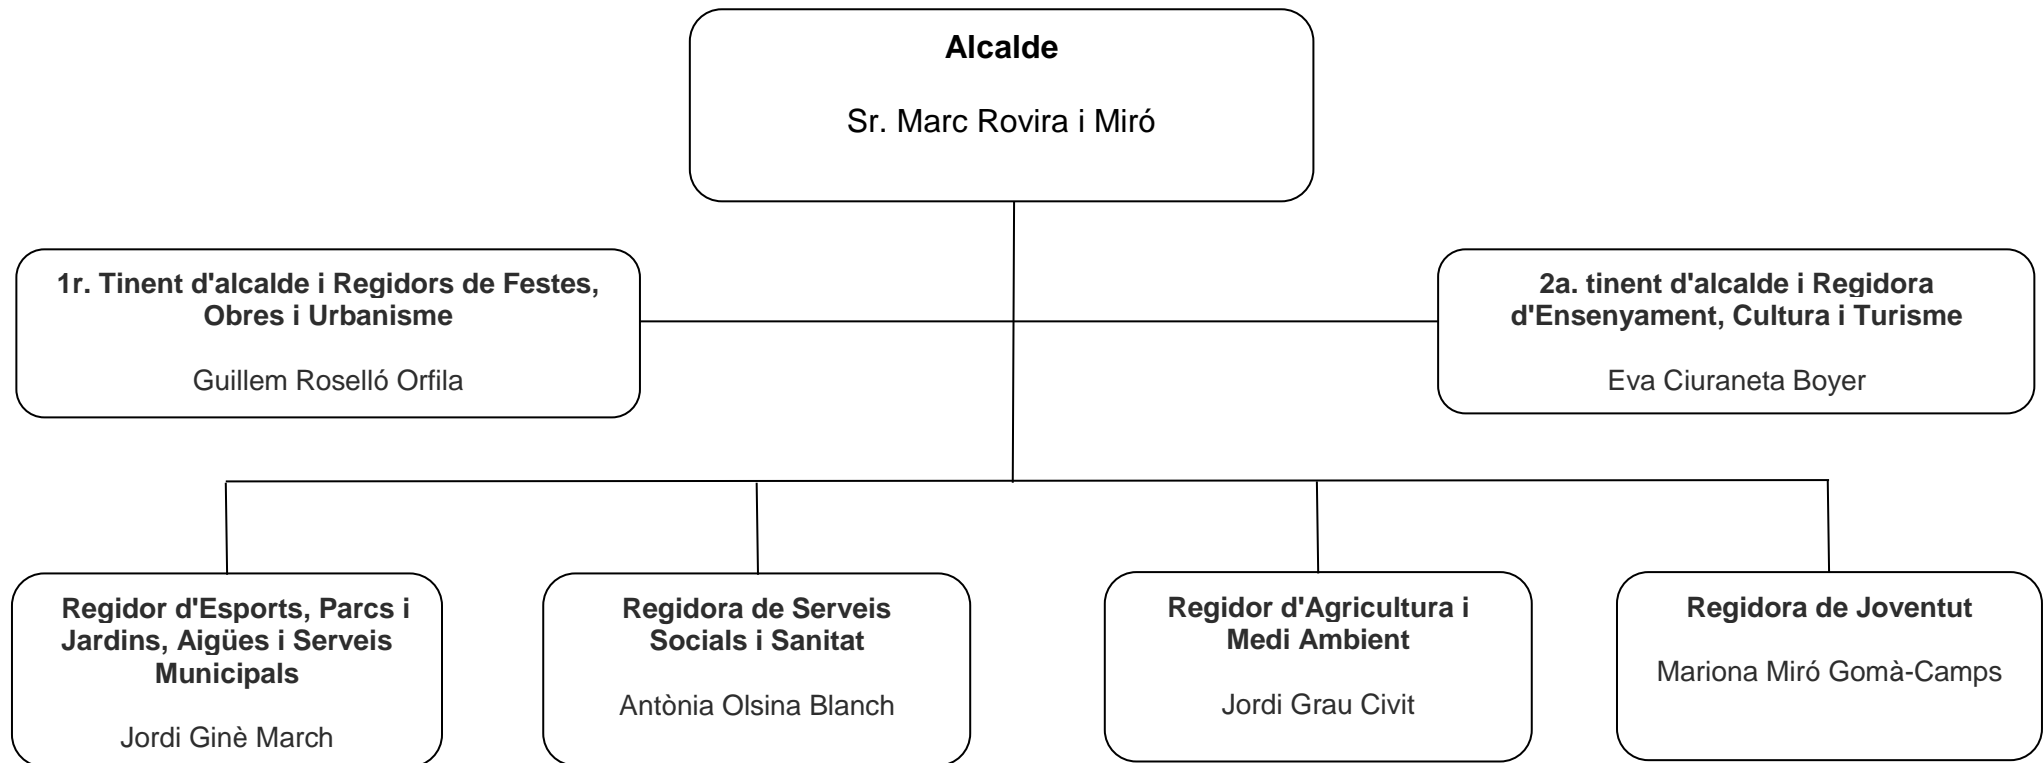 Alcalde
Sr. Marc Rovira i Miró
1r. Tinent d'alcalde i Regidors de Festes,
Obres i Urbanisme
Guillem Roselló Orfila
2a. tinent d'alcalde i Regidora
d'Ensenyament, Cultura i Turisme
Eva Ciuraneta Boyer
Regidor d'Esports, Parcs i
Jardins, Aigües i Serveis
Municipals
Jordi Ginè March
Regidora de Serveis
Socials i Sanitat
Antònia Olsina Blanch
Regidor d'Agricultura i
Medi Ambient
Jordi Grau Civit
Regidora de Joventut
Mariona Miró Gomà-Camps